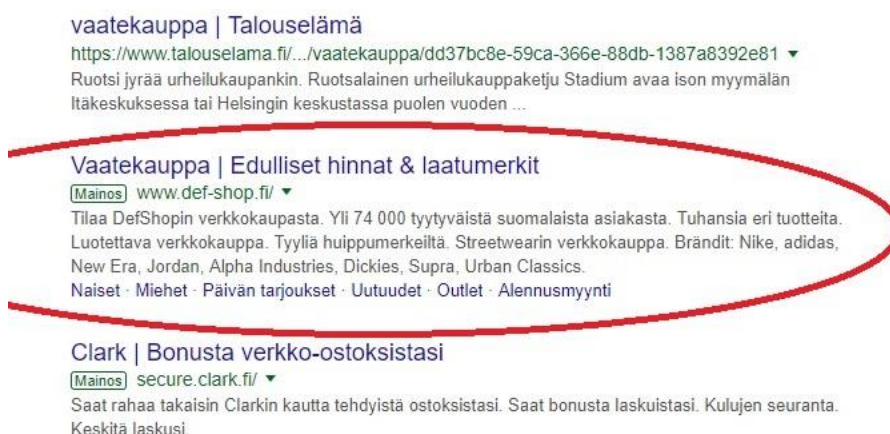 vaatekauppa | Talouselämä
https://www.talouselama.fi/.../vaatekauppa/dd37bc8e-59ca-366e-88db-1387a8392e81
Ruotsi jyrää urheilukaupankin. Ruotsalainen urheilukauppaketju Stadium avaa ison myymälän
Itäkeskuksessa tai Helsingin keskustassa puolen vuoden ...
Vaatekauppa | Edulliset hinnat & laatumerkit
Mainos www.def-shop.fi/
Tilaa DefShopin verkkokaupasta. Yli 74 000 tyytyväistä suomalaista asiakasta. Tuhansia eri tuotteita.
Luotettava verkkokauppa. Tyyliä huippumerkeiltä. Streetwearin verkkokauppa. Brändit: Nike, adidas,
New Era, Jordan, Alpha Industries, Dickies, Supra, Urban Classics.
Naiset · Miehet · Päivän tarjoukset · Uutuudet · Outlet · Alennusmyynti
Clark | Bonusta verkko-ostoksistasi
Mainos secure.clark.fi/
Saat rahaa takaisin Clarkin kautta tehdyistä ostoksistasi. Saat bonusta laskuistasi. Kulujen seuranta.
Keskitä laskusi.